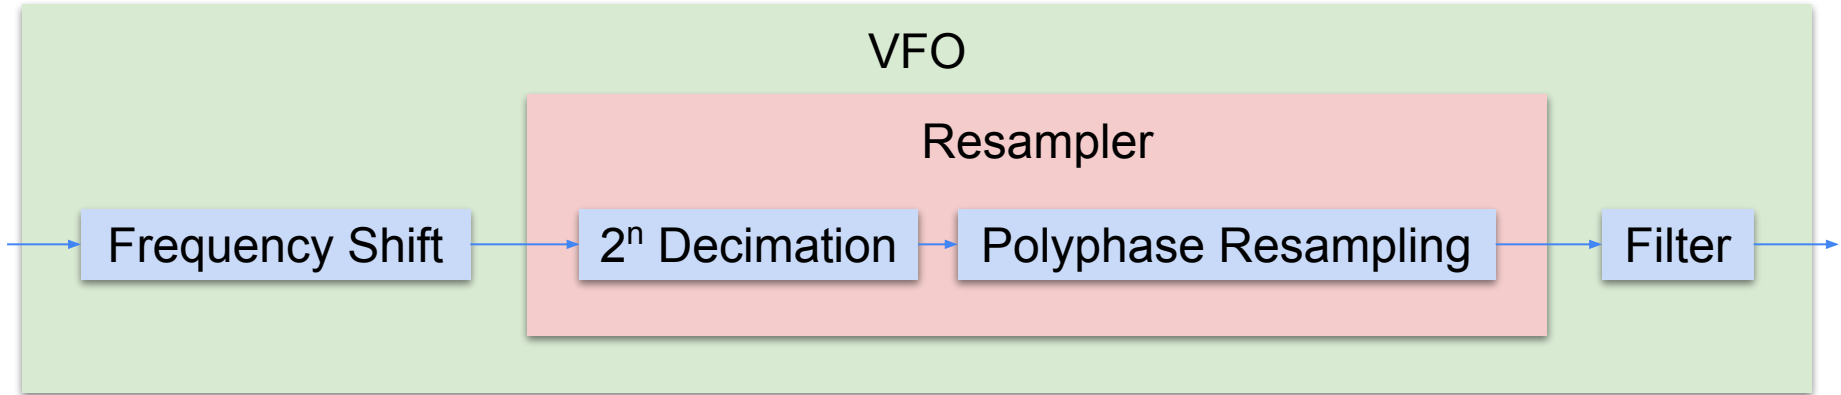 VFO
Resampler
Frequency Shift
2ⁿ Decimation
Polyphase Resampling
Filter